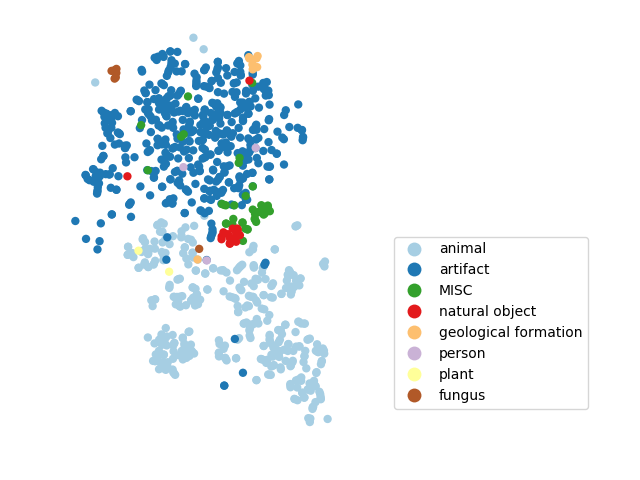 animal
artifact
MISC
natural object
geological formation
person
plant
fungus